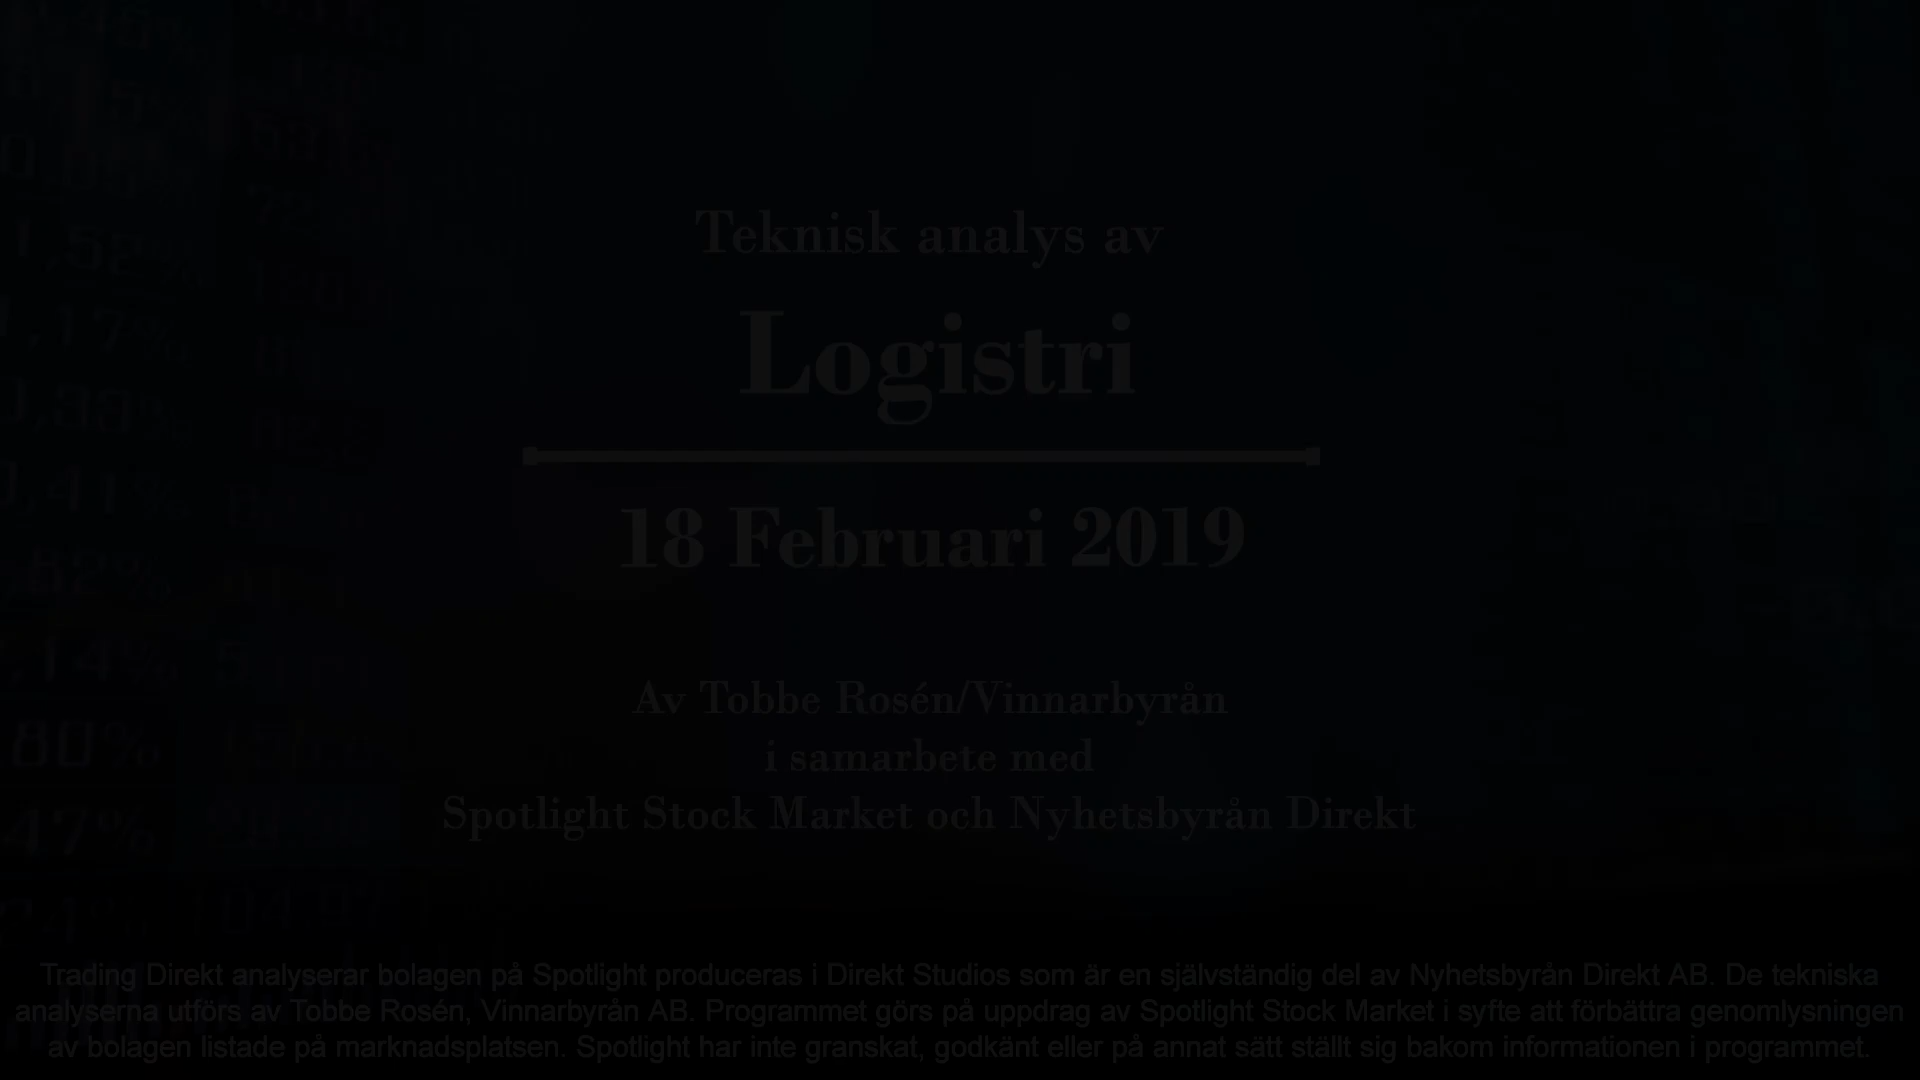 Teknisk analys av
Logistri
18 Februari 2019
Av Tobbe Rosén/Vinnarbyrån
i samarbete med
Spotlight Stock Market och Nyhetsbyrån Direkt
Trading Direkt analyserar bolagen på Spotlight produceras i Direkt Studios som är en självständig del av Nyhetsbyrån Direkt AB. De tekniska
analyserna utförs av Tobbe Rosén, Vinnarbyrån AB. Programmet görs på uppdrag av Spotlight Stock Market i syfte att förbättra genomlysningen
av bolagen listade på marknadsplatsen. Spotlight har inte granskat, godkänt eller på annat sätt ställt sig bakom informationen i programmet.